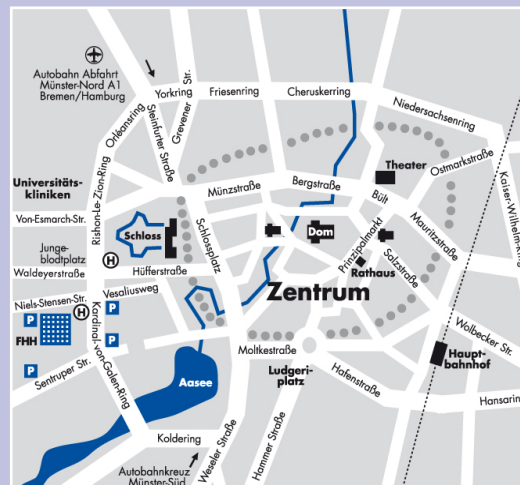 Autobahn Abfahrt
Münster-Nord A1
Bremen/Hamburg
Orléansring
Yorkring
Steinfurter Straße
Grevener Str.
Friesenring
Cheruskerring
Niedersachsenring
Theater
Ostmarkstraße
Kaiser-Wilhelm-Ring
Universitäts-
kliniken
Rishon-Le-Zion-Ring
Münzstraße
Bergstraße
Bült
Mauritzstraße
Von-Esmarch-Str.
Schloss
Schlossplatz
Dom
Prinzipalmarkt
Junge-
blodtplatz
H
Waldeyerstraße
Hüfferstraße
Rathaus
Salzstraße
Vesaliusweg
Zentrum
Niels-Stensen-Str.
H
P
P
Kardinal-von-Galen-Ring
FHH
P
Wolbecker Str.
Moltkestraße
Haupt-
bahnhof
P
Sentruper Str.
Aasee
Ludgeri-
platz
Hafenstraße
Hansarin
Koldering
Weseler Straße
Hammer Straße
Autobahnkreuz
Münster-Süd